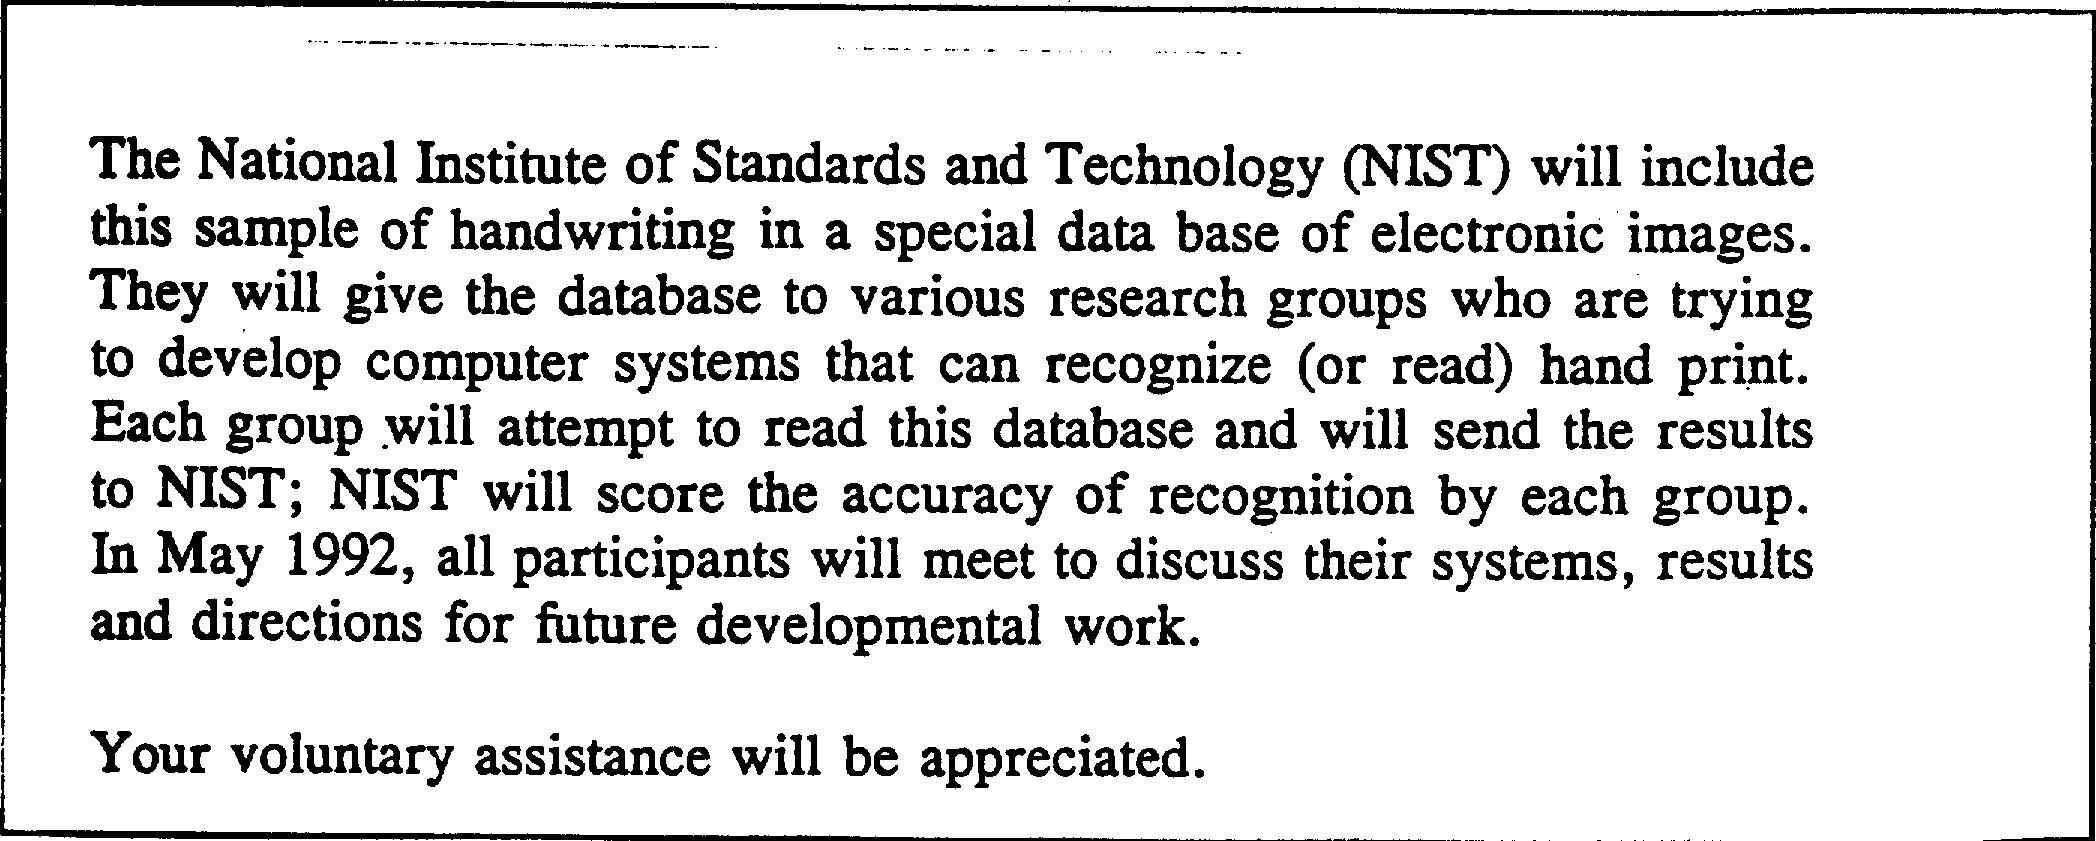 The National Institute of Standards and Technology (NIST) will include
this sample of handwriting in a special data base of electronic images.
They will give the database to various research groups who are trying
to develop computer systems that can recognize (or read) hand print.
Each group will attempt to read this database and will send the results
to NIST; NIST will score the accuracy of recognition by each group.
In May 1992, all participants will meet to discuss their systems, results
and directions for future developmental work.
Your voluntary assistance will be appreciated.